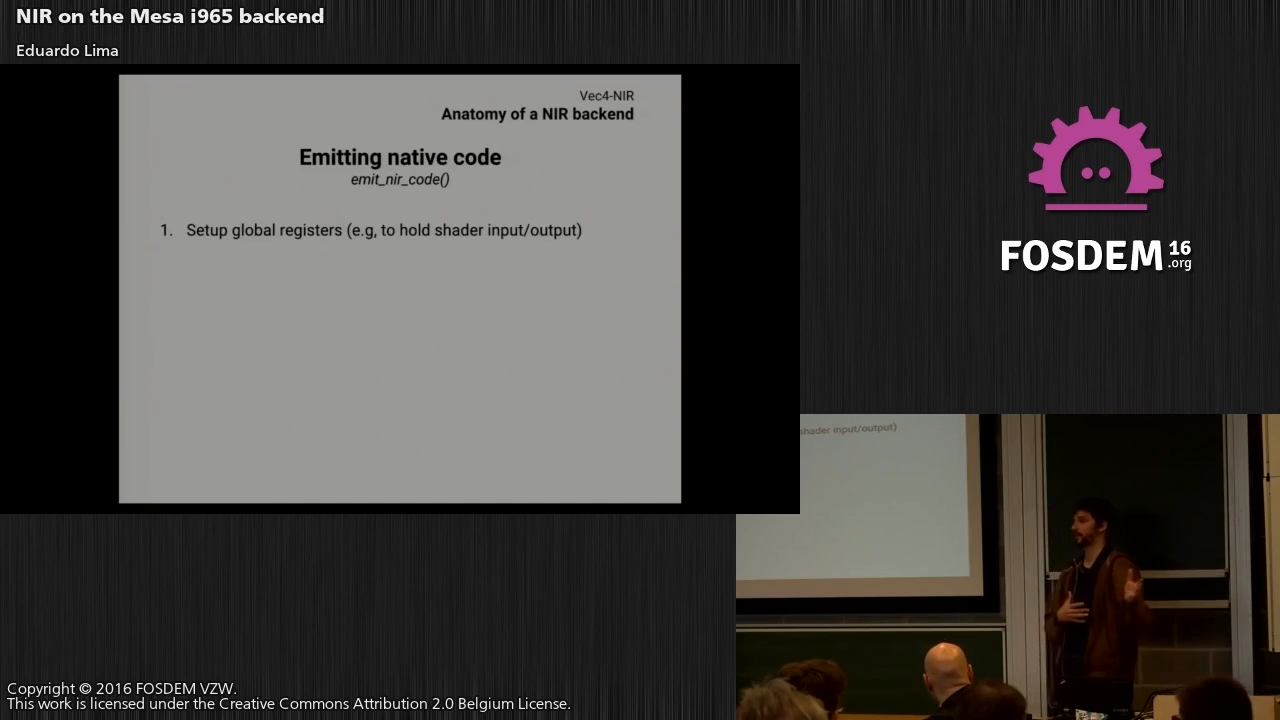 NIR on the Mesa i965 backend
Eduardo Lima
Vec4-NIR
Anatomy of a NIR backend
Emitting native code
emit_nir_code()
1. Setup global registers (e.g, to hold shader input/output)
FOSDEM 16
.org
shader input/output)
Copyright © 2016 FOSDEM VZW.
This work is licensed under the Creative Commons Attribution 2.0 Belgium License.